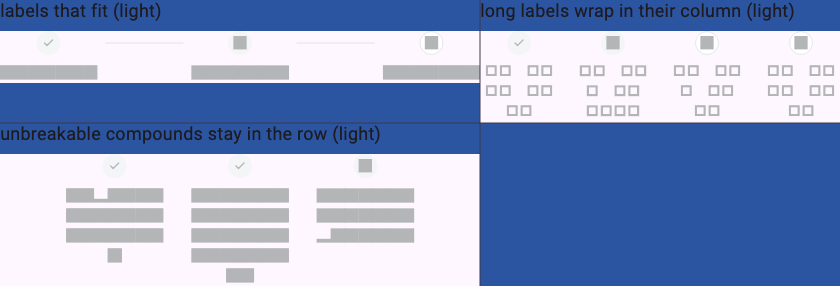 labels that fit (light)
long labels wrap in their column (light)
unbreakable compounds stay in the row (light)